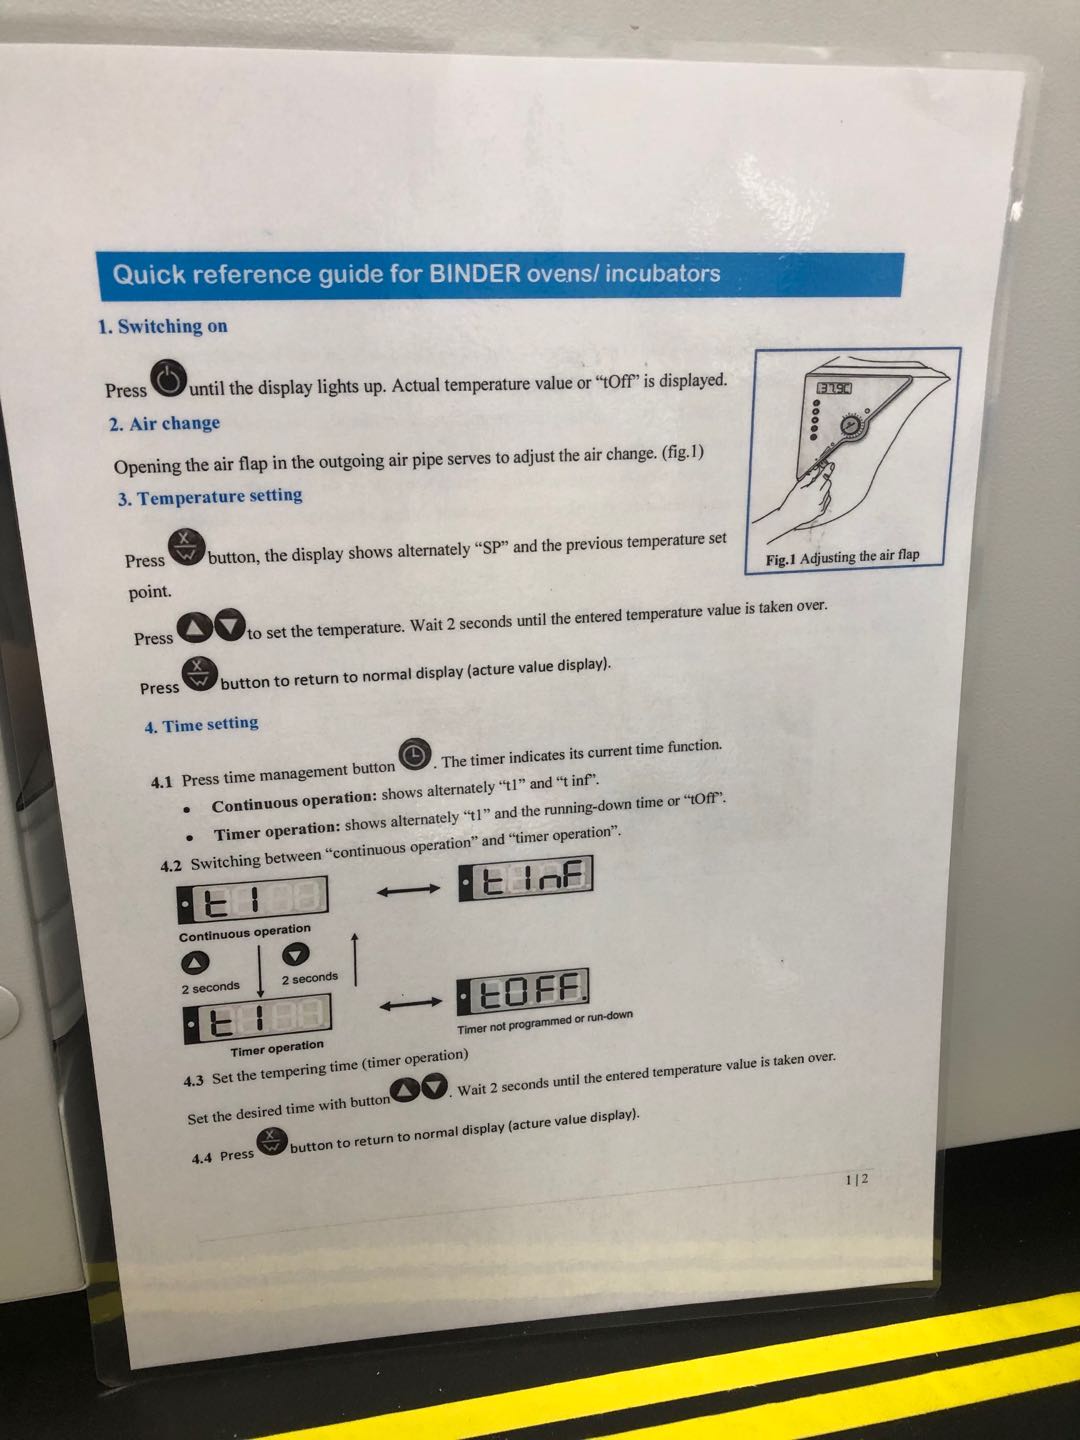 Quick reference guide for BINDER ovens/ incubators
1. Switching on
Press until the display lights up. Actual temperature value or “tOff” is displayed.
2. Air change
Opening the air flap in the outgoing air pipe serves to adjust the air change. (fig.1)
3. Temperature setting
37.9C
Fig.1 Adjusting the air flap
Press X/W button, the display shows alternately “SP” and the previous temperature set
point.
Press to set the temperature. Wait 2 seconds until the entered temperature value is taken over.
Press X/W button to return to normal display (acture value display).
4. Time setting
4.1 Press time management button . The timer indicates its current time function.
• Continuous operation: shows alternately “t1” and “t inf”.
• Timer operation: shows alternately “t1” and the running-down time or “tOff”.
4.2 Switching between “continuous operation” and “timer operation”.
t1 t1nF
Continuous operation
2 seconds 2 seconds
t1 tOFF.
Timer operation
Timer not programmed or run-down
4.3 Set the tempering time (timer operation)
Set the desired time with button . Wait 2 seconds until the entered temperature value is taken over.
4.4 Press X/W button to return to normal display (acture value display).
1 | 2